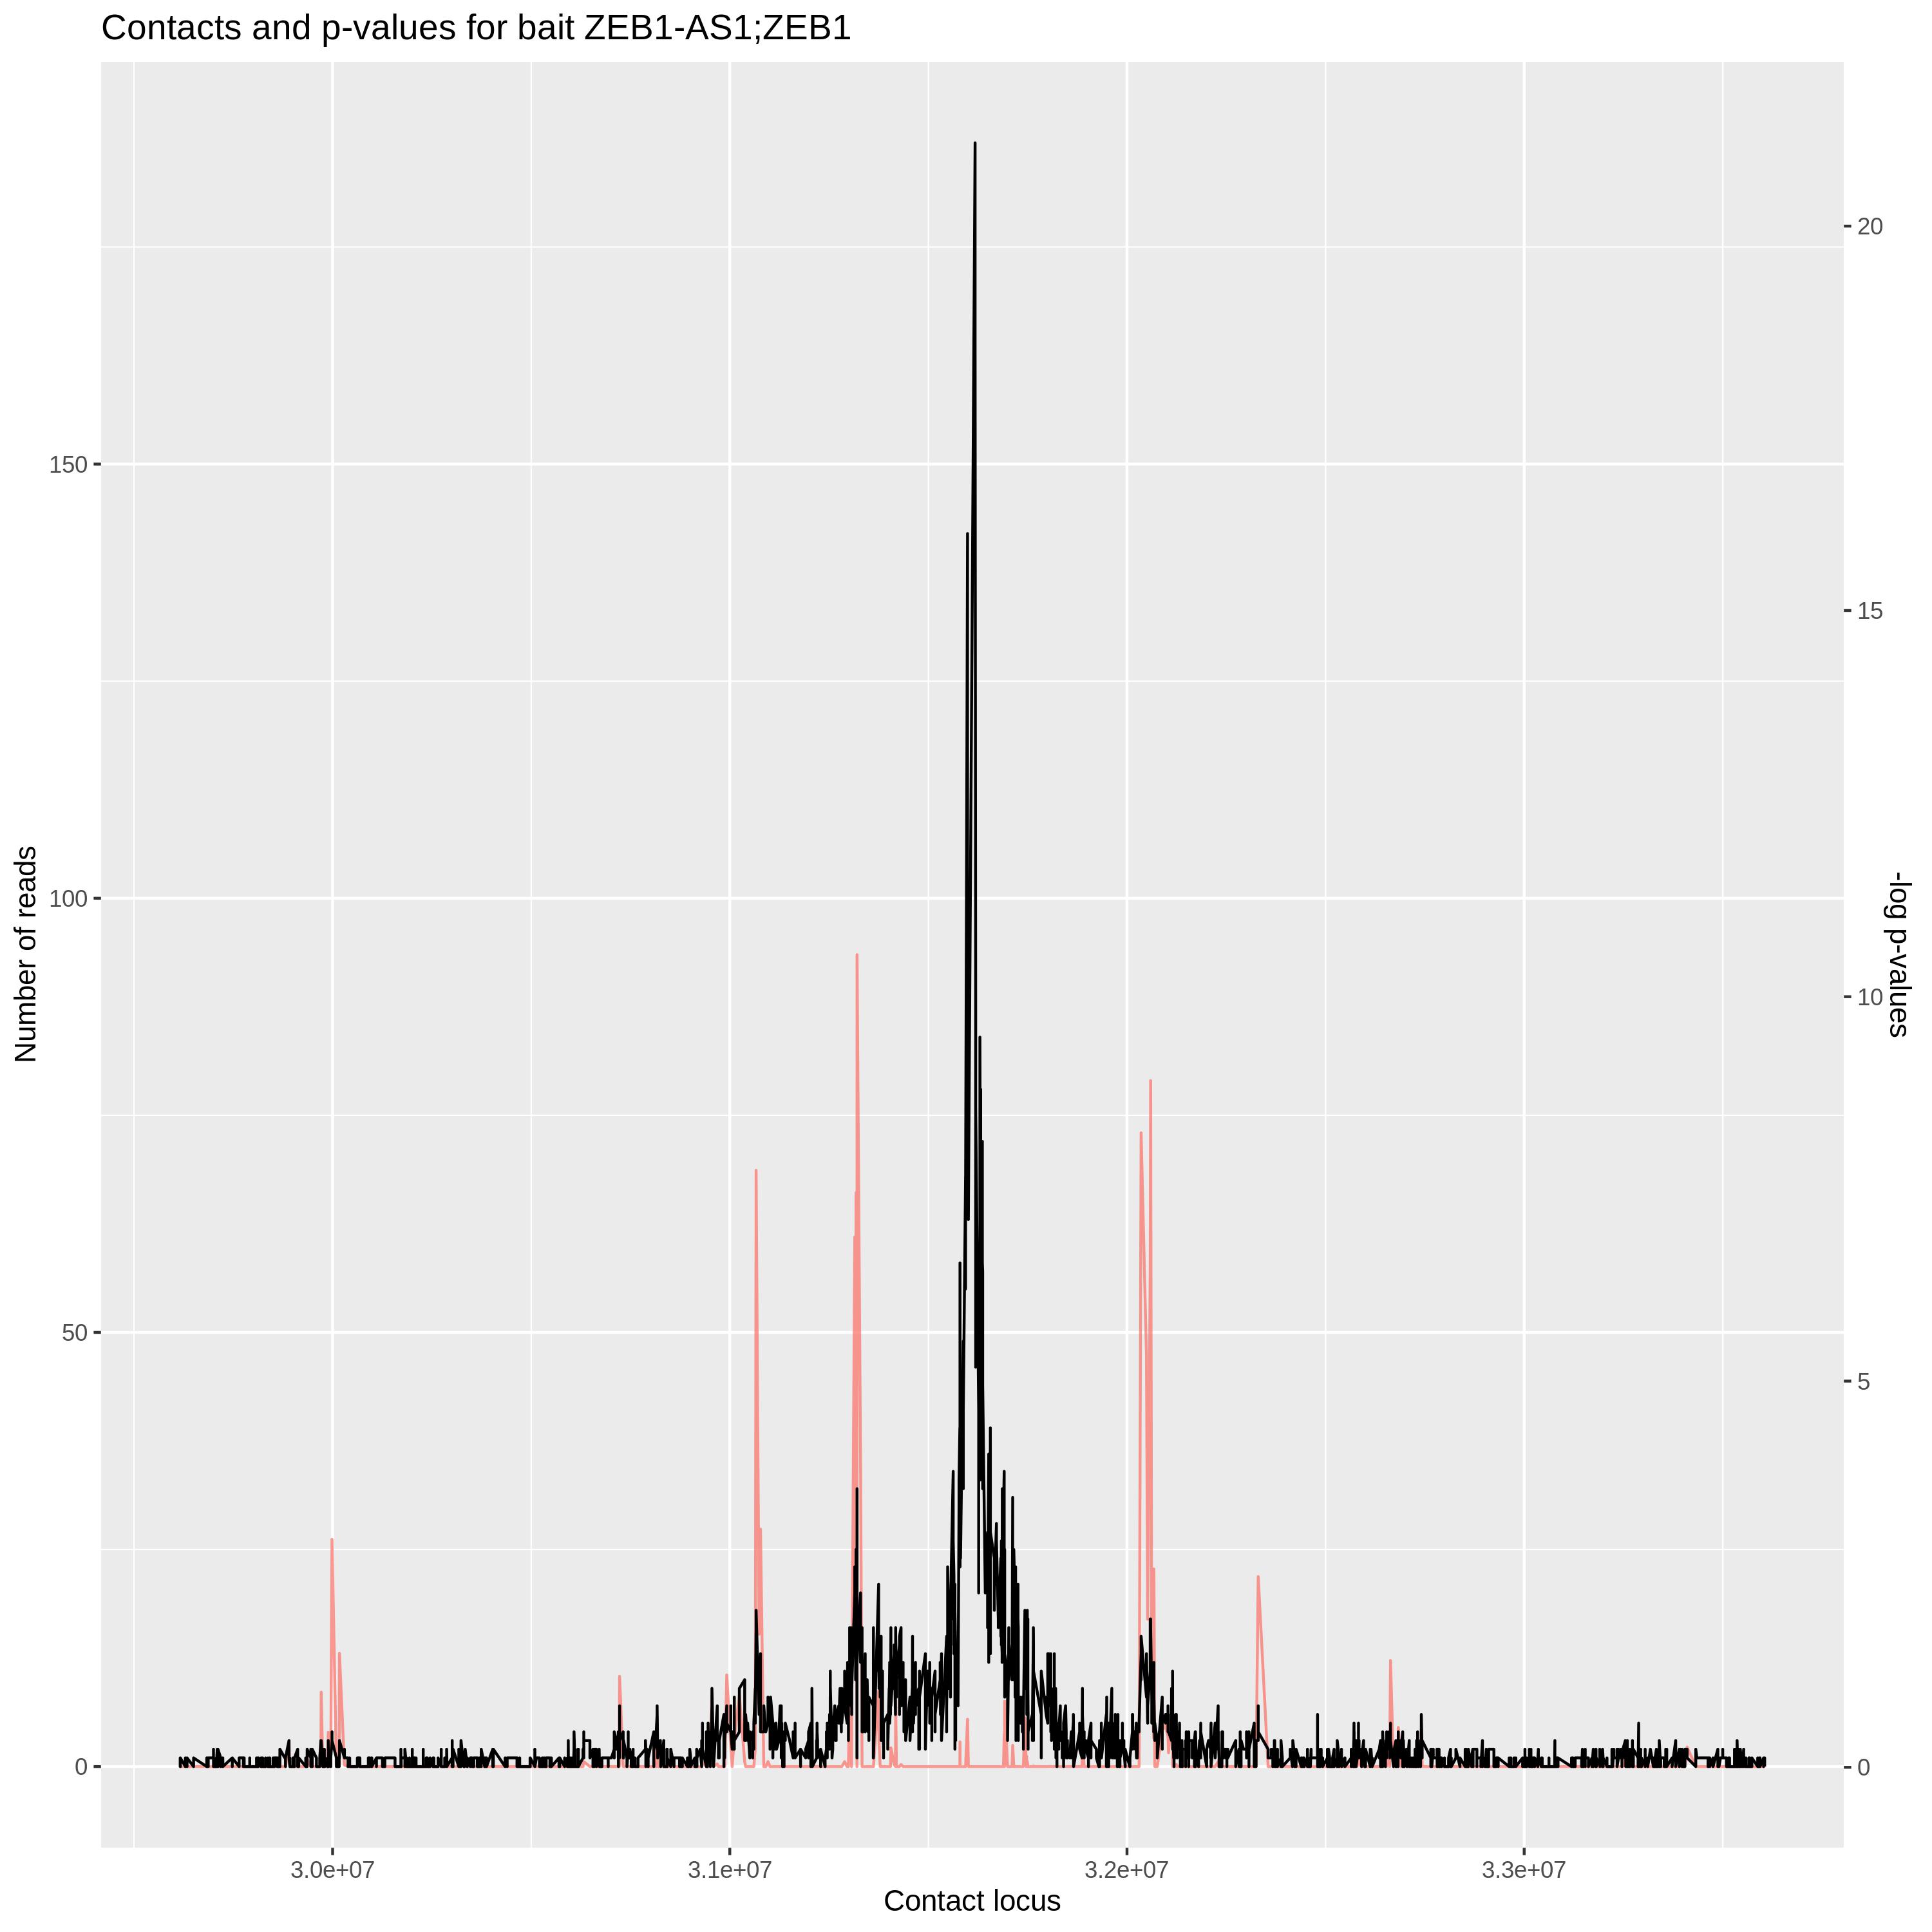 Contacts and p-values for bait ZEB1-AS1;ZEB1
Number of reads
150
100
50
0
20
15
10
5
0
-log p-values
3.0e+07
3.1e+07
3.2e+07
3.3e+07
Contact locus